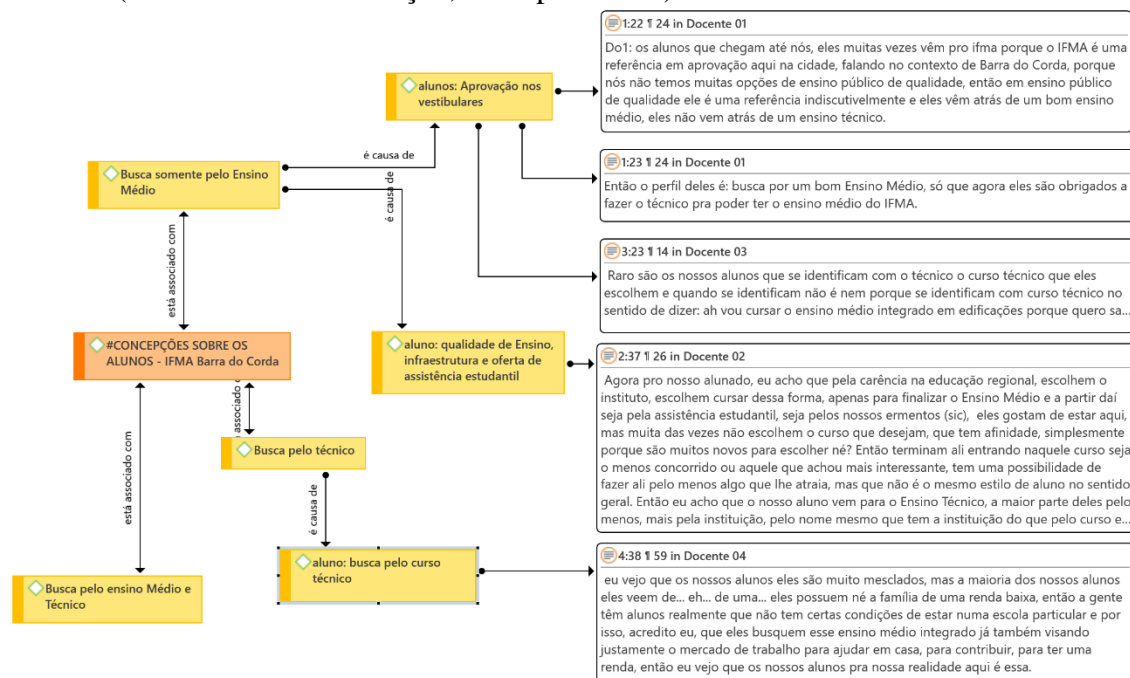 1:22 ¶ 24 in Docente 01
Do1: os alunos que chegam até nós, eles muitas vezes vêm pro ifma porque o IFMA é uma
referência em aprovação aqui na cidade, falando no contexto de Barra do Corda, porque
nós não temos muitas opções de ensino público de qualidade, então em ensino público
de qualidade ele é uma referência indiscutivelmente e eles vêm atrás de um bom ensino
médio, eles não vem atrás de um ensino técnico.
alunos: Aprovação nos
vestibulares
é causa de
1:23 ¶ 24 in Docente 01
Então o perfil deles é: busca por um bom Ensino Médio, só que agora eles são obrigados a
fazer o técnico pra poder ter o ensino médio do IFMA.
Busca somente pelo Ensino
Médio
é causa de
está associado com
3:23 ¶ 14 in Docente 03
Raro são os nossos alunos que se identificam com o técnico o curso técnico que eles
escolhem e quando se identificam não é nem porque se identificam com curso técnico no
sentido de dizer: ah vou cursar o ensino médio integrado em edificações porque quero sa...
#CONCEPÇÕES SOBRE OS
ALUNOS - IFMA Barra do Corda
aluno: qualidade de Ensino,
infraestrutura e oferta de
assistência estudantil
2:37 ¶ 26 in Docente 02
Agora pro nosso alunado, eu acho que pela carência na educação regional, escolhem o
instituto, escolhem cursar dessa forma, apenas para finalizar o Ensino Médio e a partir daí
seja pela assistência estudantil, seja pelos nossos ermentos (sic), eles gostam de estar aqui,
mas muita das vezes não escolhem o curso que desejam, que tem afinidade, simplesmente
porque são muitos novos para escolher né? Então terminam ali entrando naquele curso seja
o menos concorrido ou aquele que achou mais interessante, tem uma possibilidade de
fazer ali pelo menos algo que lhe atraia, mas que não é o mesmo estilo de aluno no sentido
geral. Então eu acho que o nosso aluno vem para o Ensino Técnico, a maior parte deles pelo
menos, mais pela instituição, pelo nome mesmo que tem a instituição do que pelo curso e...
associado
está associado com
Busca pelo técnico
é causa de
aluno: busca pelo curso
técnico
Busca pelo ensino Médio e
Técnico
4:38 ¶ 59 in Docente 04
eu vejo que os nossos alunos eles são muito mesclados, mas a maioria dos nossos alunos
eles veem de... eh... de uma... eles possuem né a família de uma renda baixa, então a gente
têm alunos realmente que não tem certas condições de estar numa escola particular e por
isso, acredito eu, que eles busquem esse ensino médio integrado já também visando
justamente o mercado de trabalho para ajudar em casa, para contribuir, para ter uma
renda, então eu vejo que os nossos alunos pra nossa realidade aqui é essa.